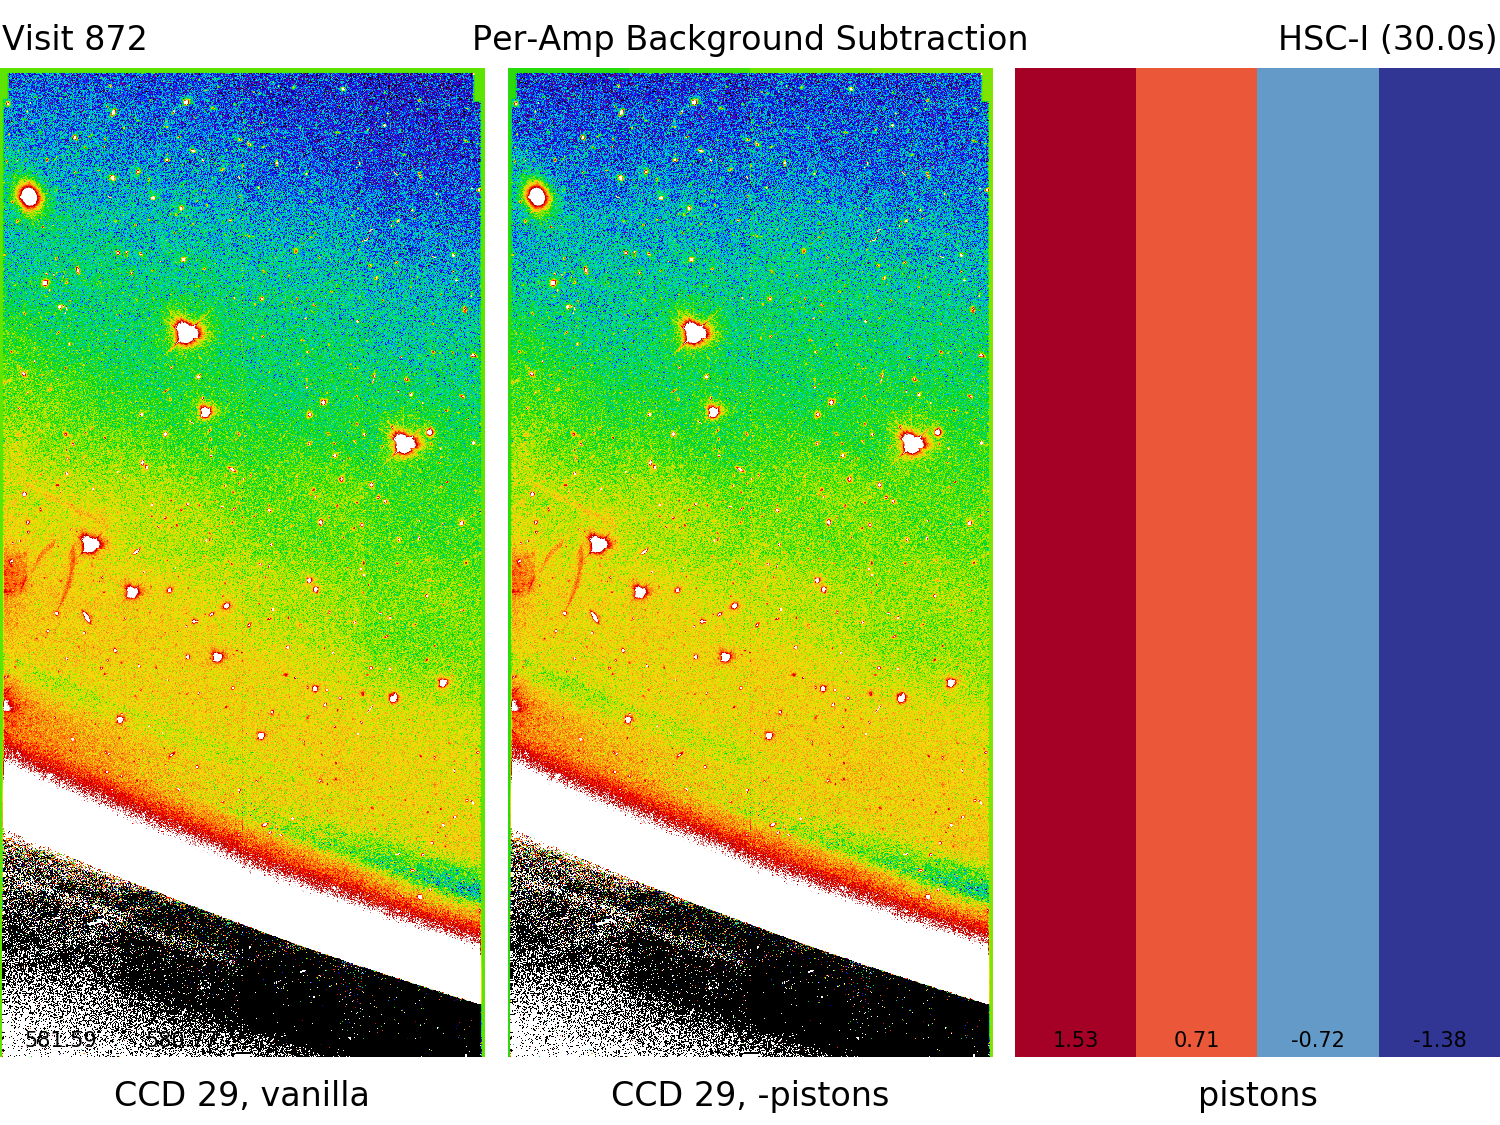 Visit 872 Per-Amp Background Subtraction HSC-I (30.0s)
581.59 1.53 0.71 -0.72 -1.38
CCD 29, vanilla CCD 29, -pistons pistons